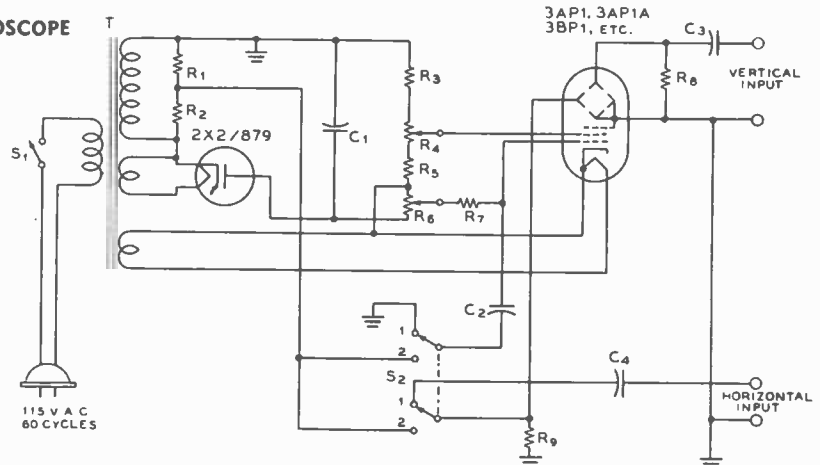 OSCOPE
T
3AP1, 3AP1A
3BP1, ETC.
C3
R1
R3
R8
VERTICAL
INPUT
R2
2X2/879
C1
R4
S1
R5
R6
R7
C2
1
2
S2
C4
1
2
HORIZONTAL
INPUT
R9
115 V A C
60 CYCLES